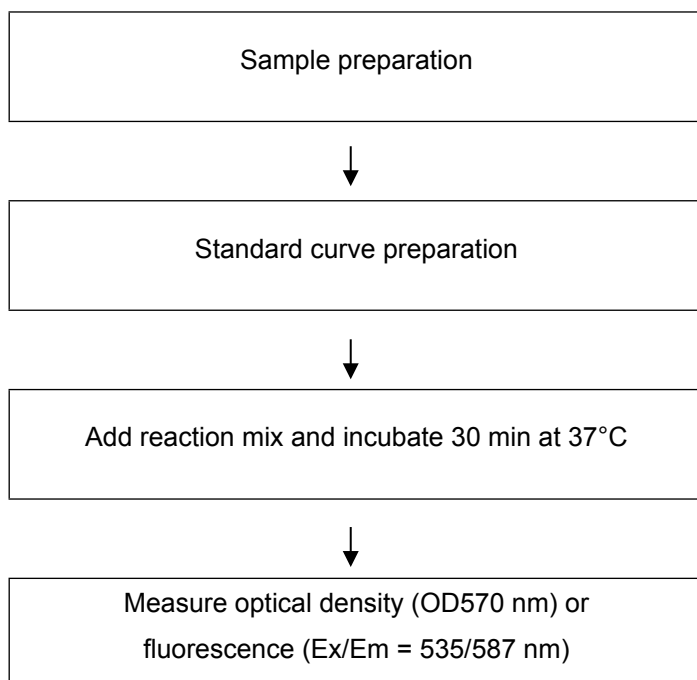 Sample preparation
Standard curve preparation
Add reaction mix and incubate 30 min at 37°C
Measure optical density (OD570 nm) or
fluorescence (Ex/Em = 535/587 nm)